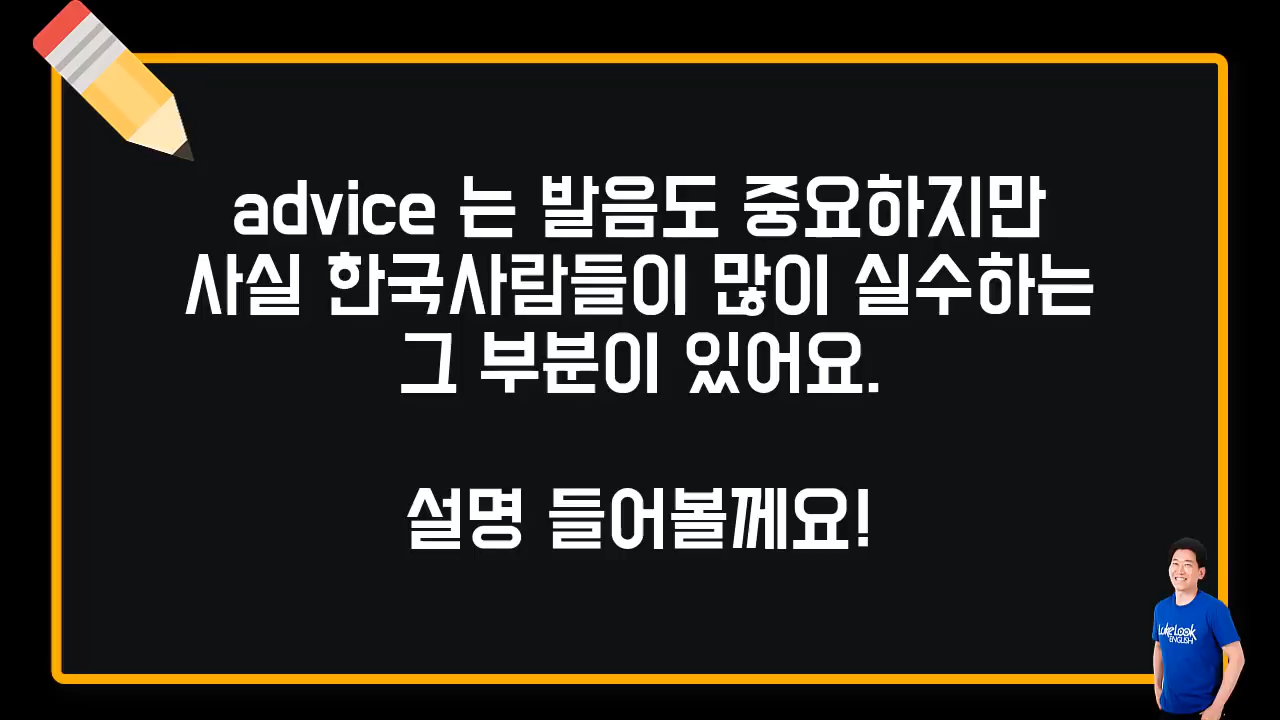 advice 는 발음도 중요하지만
사실 한국사람들이 많이 실수하는
그 부분이 있어요.
설명 들어볼께요!
LukeLook
ENGLISH